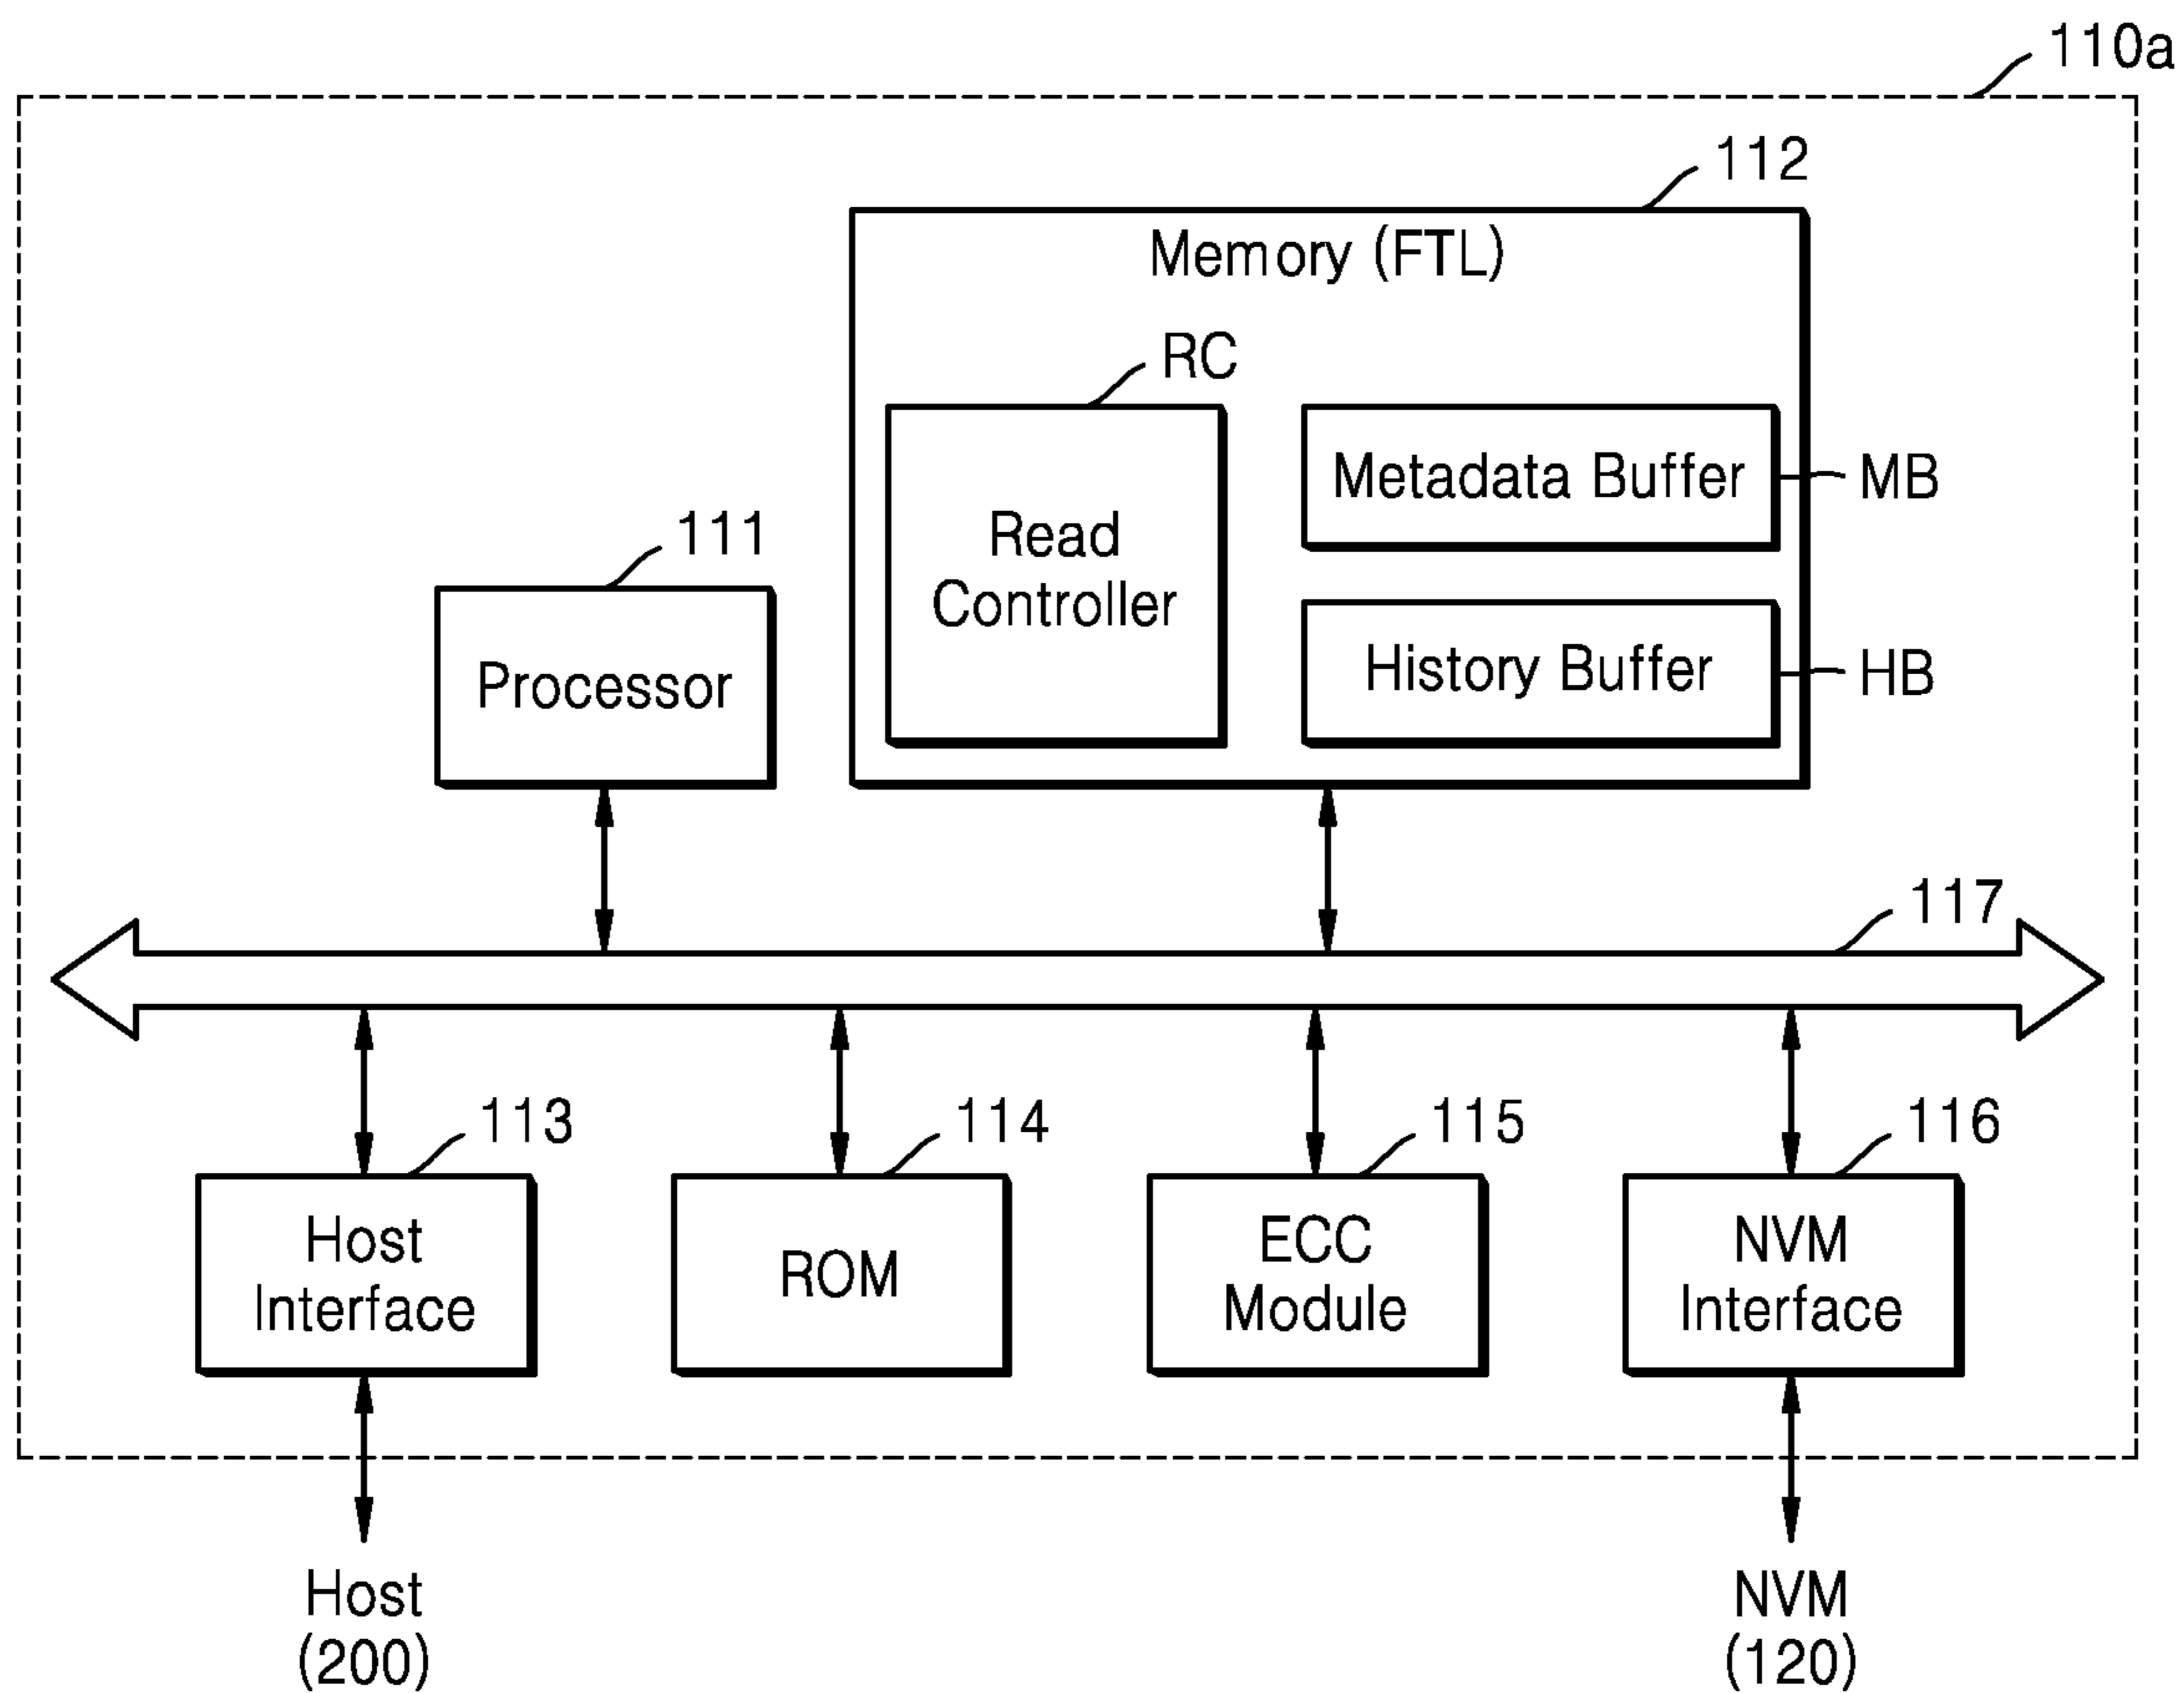 110a
112
Memory (FTL)
RC
Read
Controller
Metadata Buffer
MB
History Buffer
HB
111
Processor
117
113
Host
Interface
114
ROM
115
ECC
Module
116
NVM
Interface
Host
(200)
NVM
(120)